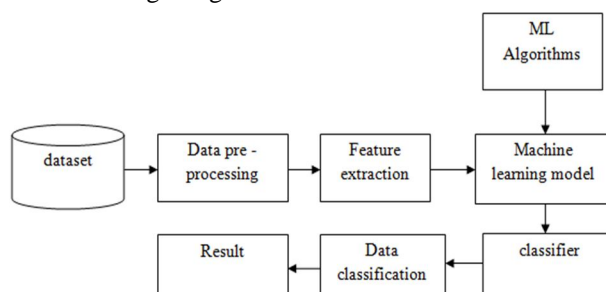 ML
Algorithms
dataset
Data pre -
processing
Feature
extraction
Machine
learning model
Result
Data
classification
classifier